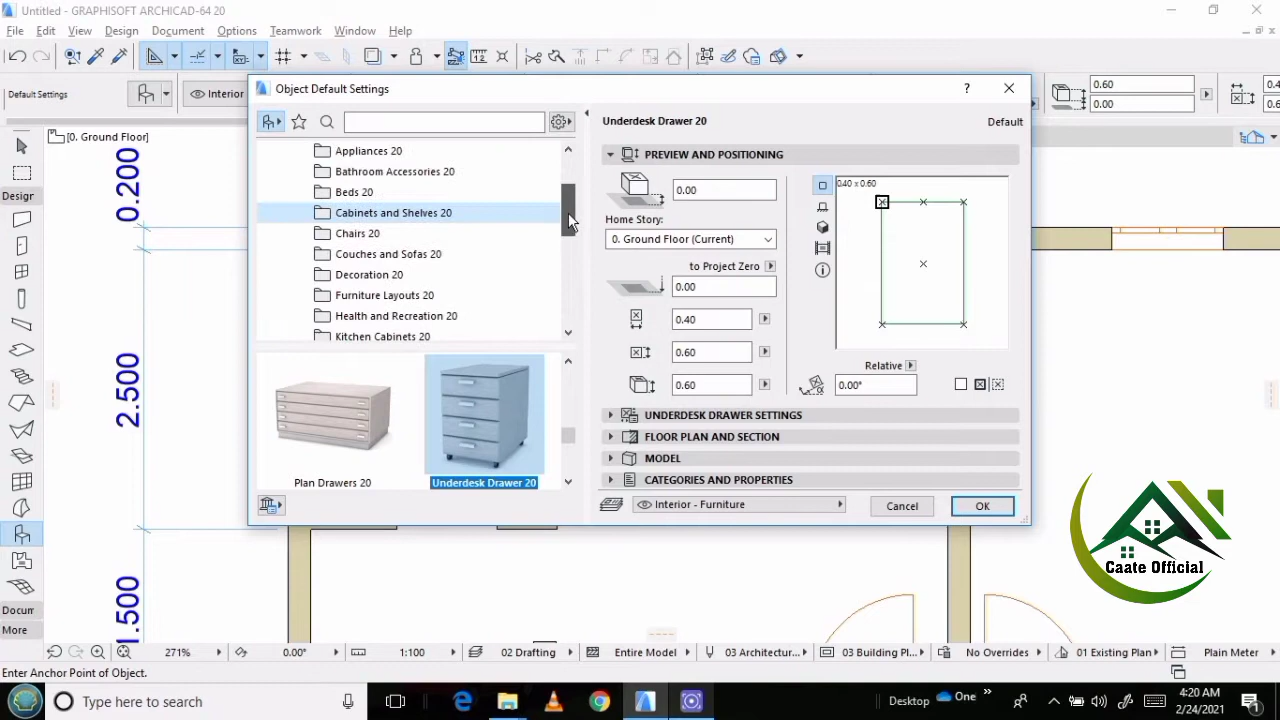 Untitled - GRAPHISOFT ARCHICAD-64 20
File Edit View Design Document Options Teamwork Window Help
Default Settings
Interior
0.60
0.00
[0. Ground Floor]
Design
Docum
More
0.200
2.500
1.500
Object Default Settings
?
Appliances 20
Bathroom Accessories 20
Beds 20
Cabinets and Shelves 20
Chairs 20
Couches and Sofas 20
Decoration 20
Furniture Layouts 20
Health and Recreation 20
Kitchen Cabinets 20
Plan Drawers 20
Underdesk Drawer 20
Underdesk Drawer 20
Default
PREVIEW AND POSITIONING
0.00
Home Story:
0. Ground Floor (Current)
to Project Zero
0.00
0.40
0.60
0.60
0.40 x 0.60
Relative
0.00°
UNDERDESK DRAWER SETTINGS
FLOOR PLAN AND SECTION
MODEL
CATEGORIES AND PROPERTIES
Interior - Furniture
Cancel
OK
Caate Official
271%
0.00°
1:100
02 Drafting
Entire Model
03 Architectur...
03 Building Pl...
No Overrides
01 Existing Plan
Plain Meter
Enter Anchor Point of Object.
Type here to search
Desktop
One
4:20 AM
2/24/2021